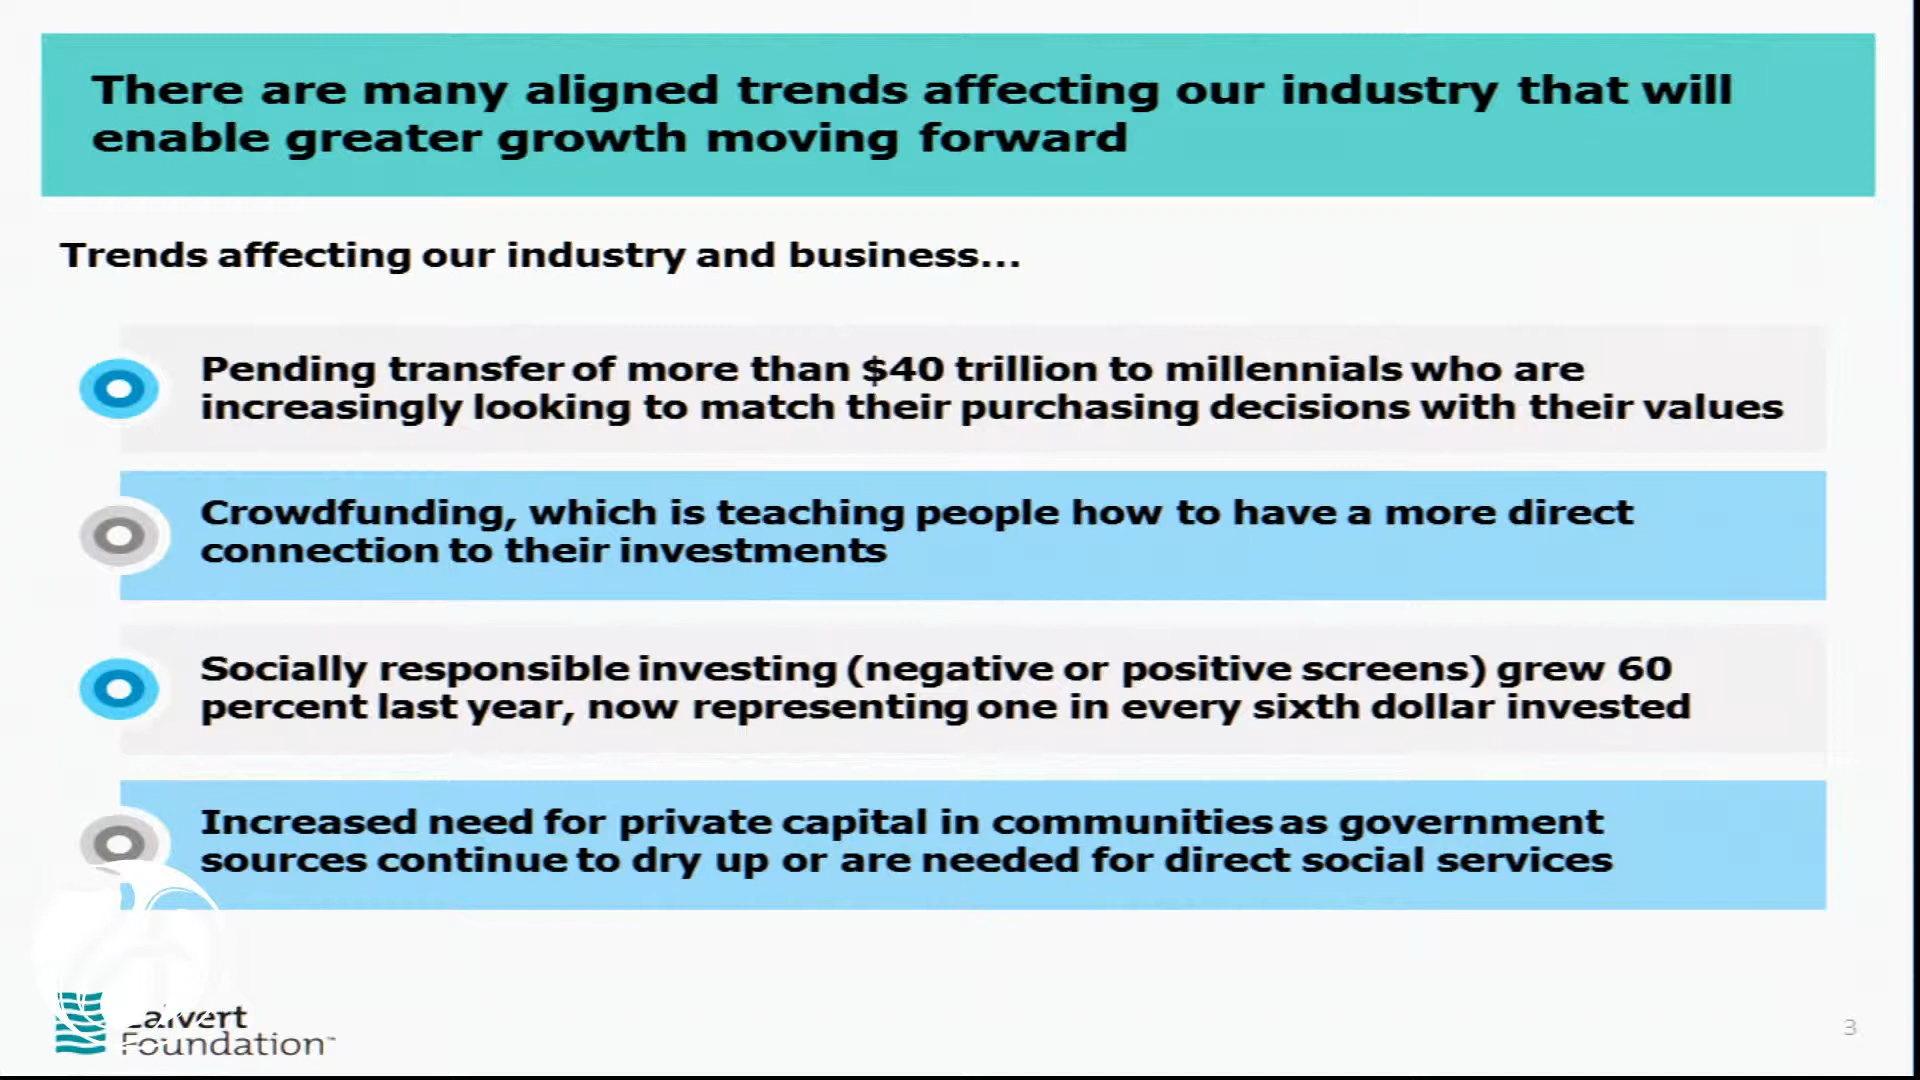 There are many aligned trends affecting our industry that will
enable greater growth moving forward
Trends affecting our industry and business...
Pending transfer of more than $40 trillion to millennials who are
increasingly looking to match their purchasing decisions with their values
Crowdfunding, which is teaching people how to have a more direct
connection to their investments
Socially responsible investing (negative or positive screens) grew 60
percent last year, now representing one in every sixth dollar invested
Increased need for private capital in communities as government
sources continue to dry up or are needed for direct social services
Calvert
Foundation™
3